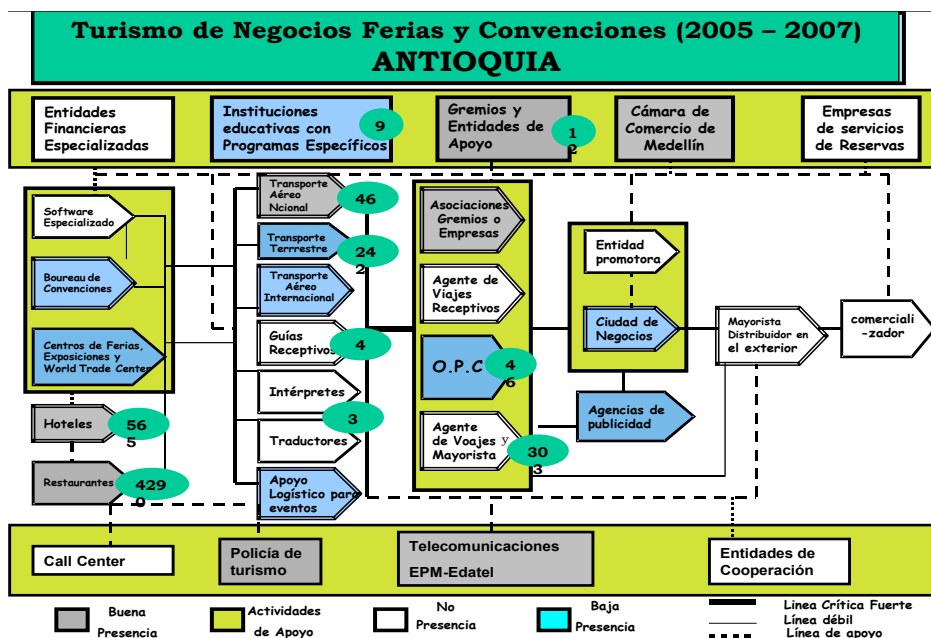 Turismo de Negocios Ferias y Convenciones (2005 – 2007)
ANTIOQUIA
Entidades
Financieras
Especializadas
Instituciones
educativas con
Programas Específicos
9
Gremios y
Entidades de
Apoyo
1
2
Cámara de
Comercio de
Medellín
Empresas
de servicios
de Reservas
Software
Especializado
Boureau de
Convenciones
Centros de Ferias,
Exposiciones y
World Trade Center
Hoteles
56
5
Restaurantes
429
0
Transporte
Aéreo
Ncional
46
Transporte
Terrrestre
24
2
Transporte
Aéreo
Internacional
Guías
Receptivos
4
Intérpretes
3
Traductores
Apoyo
Logístico para
eventos
Asociaciones
Gremios o
Empresas
Agente de
Viajes
Receptivos
O.P.C
4
6
Agente
de Voajes y
Mayorista
30
3
Entidad
promotora
Ciudad de
Negocios
Agencias de
publicidad
Mayorista
Distribuidor en
el exterior
comerciali
-zador
Call Center
Policía de
turismo
Telecomunicaciones
EPM-Edatel
Entidades de
Cooperación
Buena
Presencia
Actividades
de Apoyo
No
Presencia
Baja
Presencia
Linea Crítica Fuerte
Línea débil
Línea de apoyo